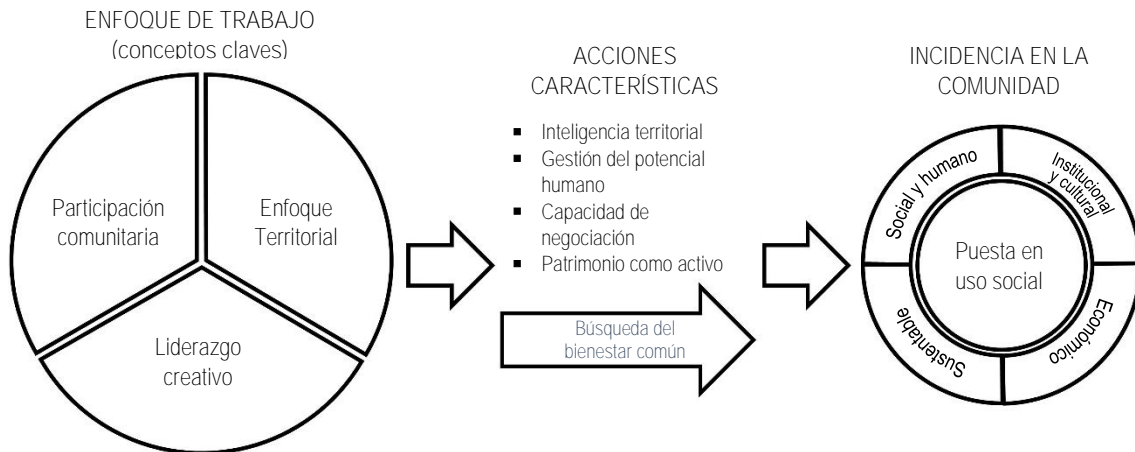 ENFOQUE DE TRABAJO
(conceptos claves)
Participación
comunitaria
Enfoque
Territorial
Liderazgo
creativo
ACCIONES
CARACTERÍSTICAS
▪ Inteligencia territorial
▪ Gestión del potencial
humano
▪ Capacidad de
negociación
▪ Patrimonio como activo
Búsqueda del
bienestar común
INCIDENCIA EN LA
COMUNIDAD
Social y humano
Institucional
y cultural
Puesta en
uso social
Sustentable
Económico